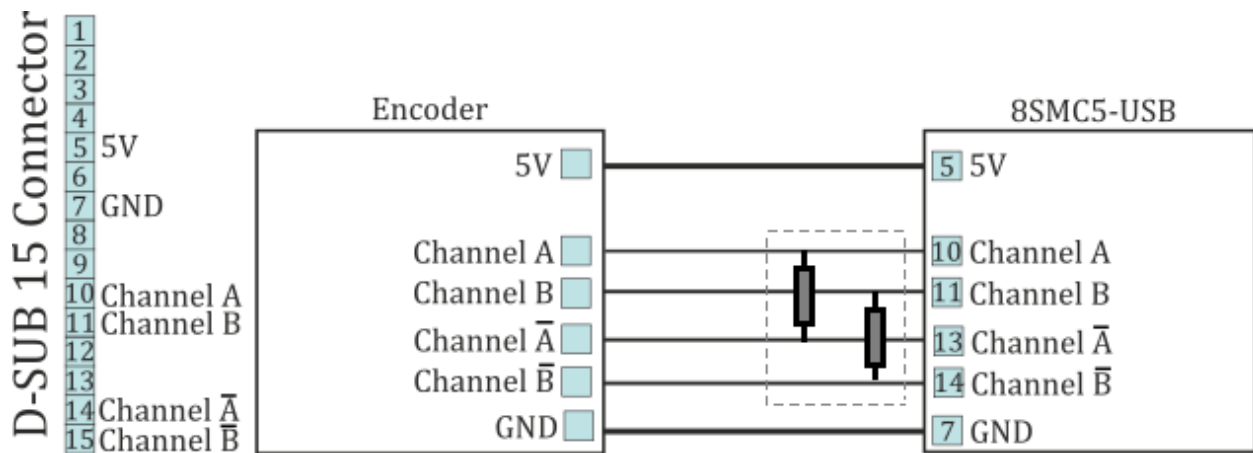 D-SUB 15 Connector
1
2
3
4
5 5V
6
7 GND
8
9
10 Channel A
11 Channel B
12
13
14 Channel A̅
15 Channel B̅
Encoder
5V
Channel A
Channel B
Channel A̅
Channel B̅
GND
8SMC5-USB
5 5V
10 Channel A
11 Channel B
13 Channel A̅
14 Channel B̅
7 GND